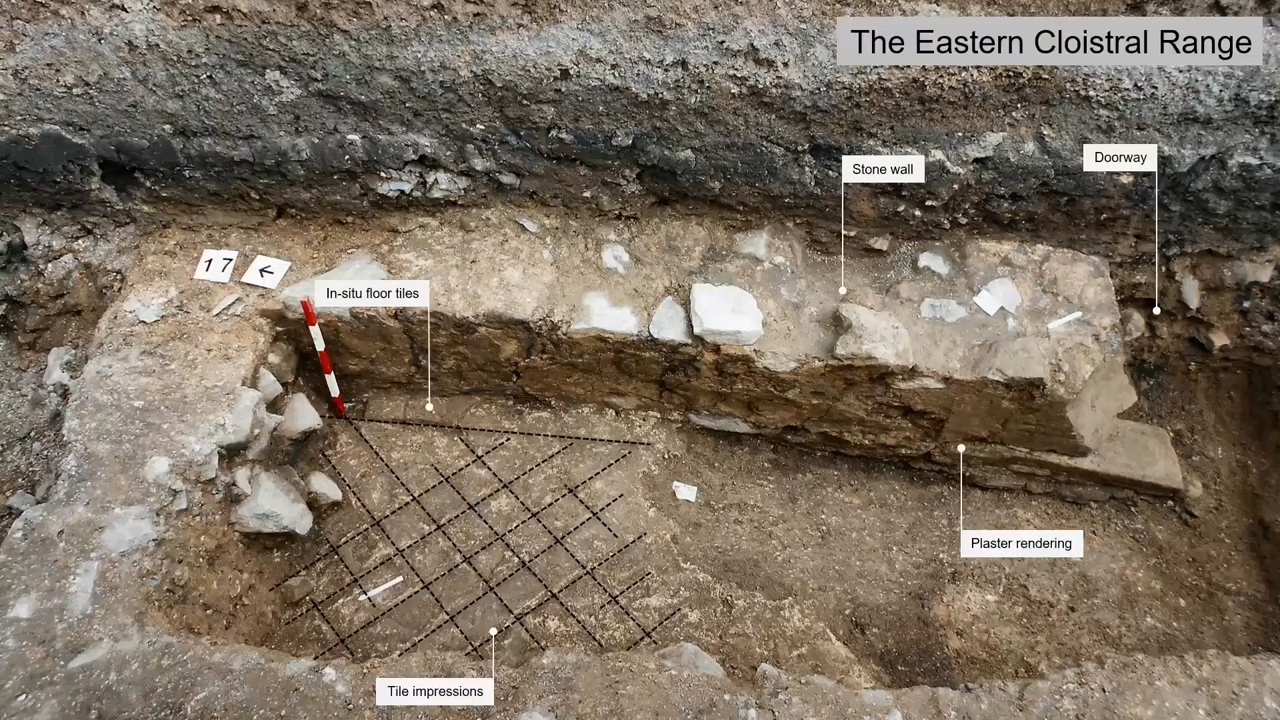 The Eastern Cloistral Range
Doorway
Stone wall
17 ←
In-situ floor tiles
Plaster rendering
Tile impressions